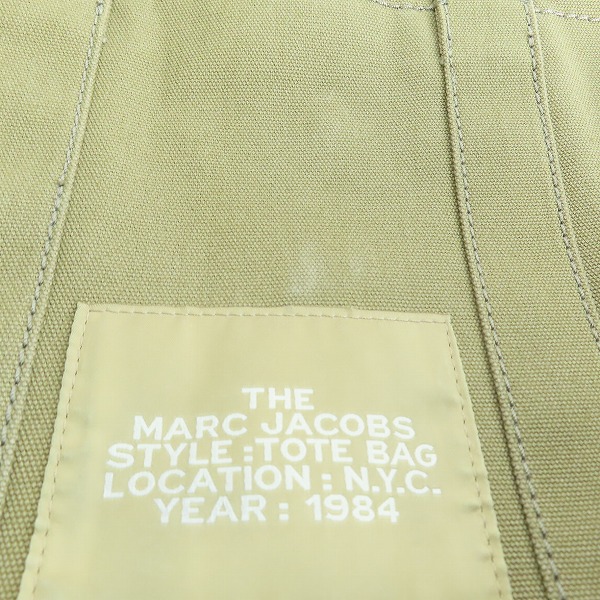 THE
MARC JACOBS
STYLE : TOTE BAG
LOCATION : N.Y.C.
YEAR : 1984